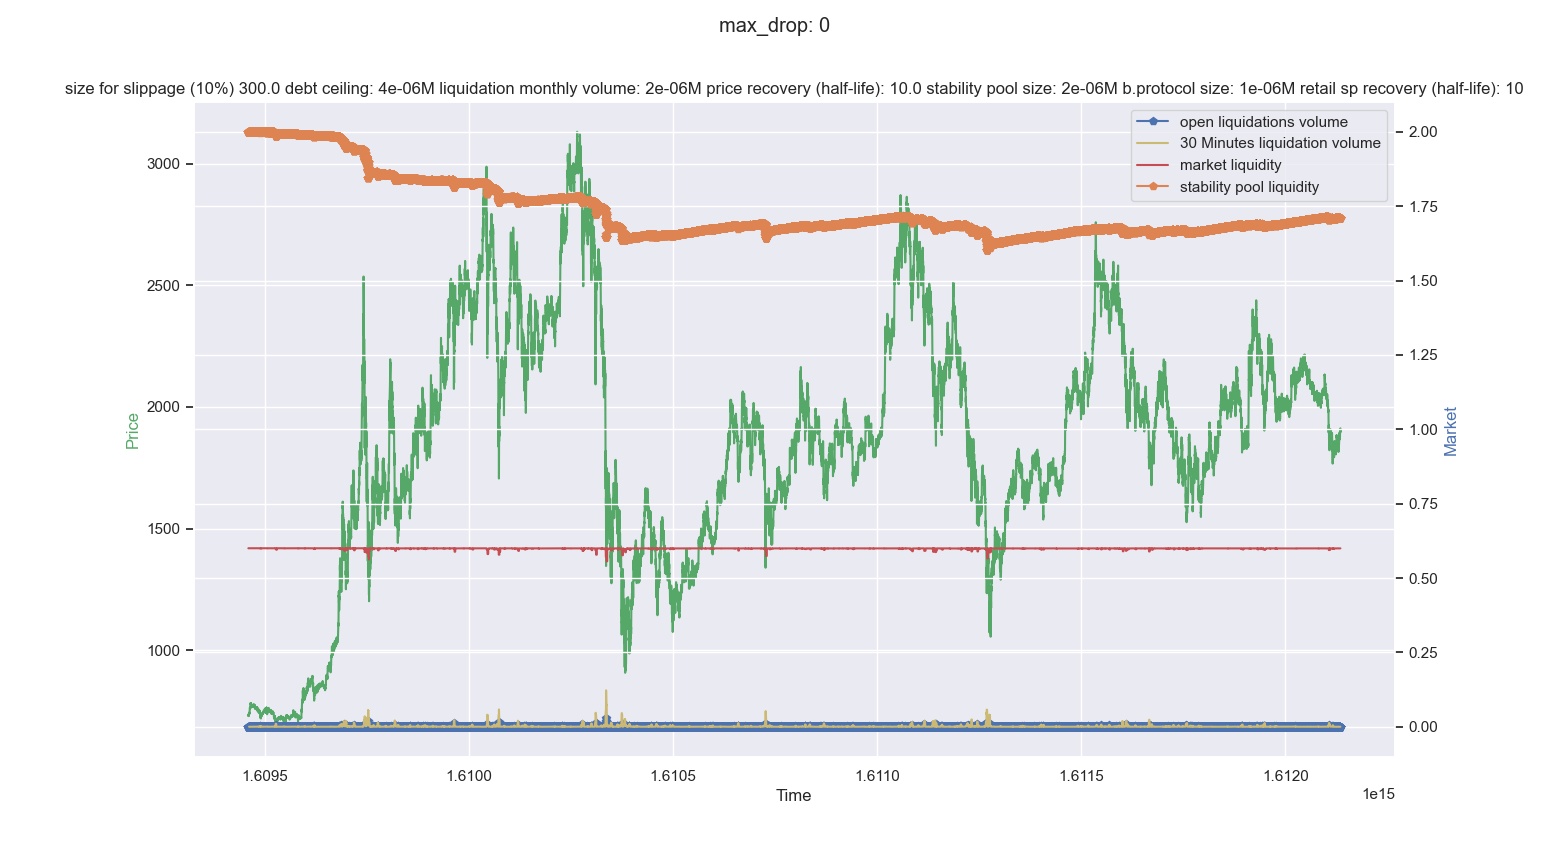 max_drop: 0
size for slippage (10%) 300.0 debt ceiling: 4e-06M liquidation monthly volume: 2e-06M price recovery (half-life): 10.0 stability pool size: 2e-06M b.protocol size: 1e-06M retail sp recovery (half-life): 10
open liquidations volume
30 Minutes liquidation volume
market liquidity
stability pool liquidity
3000
2500
2000
1500
1000
Price
2.00
1.75
1.50
1.25
1.00
0.75
0.50
0.25
0.00
Market
1.6095
1.6100
1.6105
1.6110
1.6115
1.6120
1e15
Time